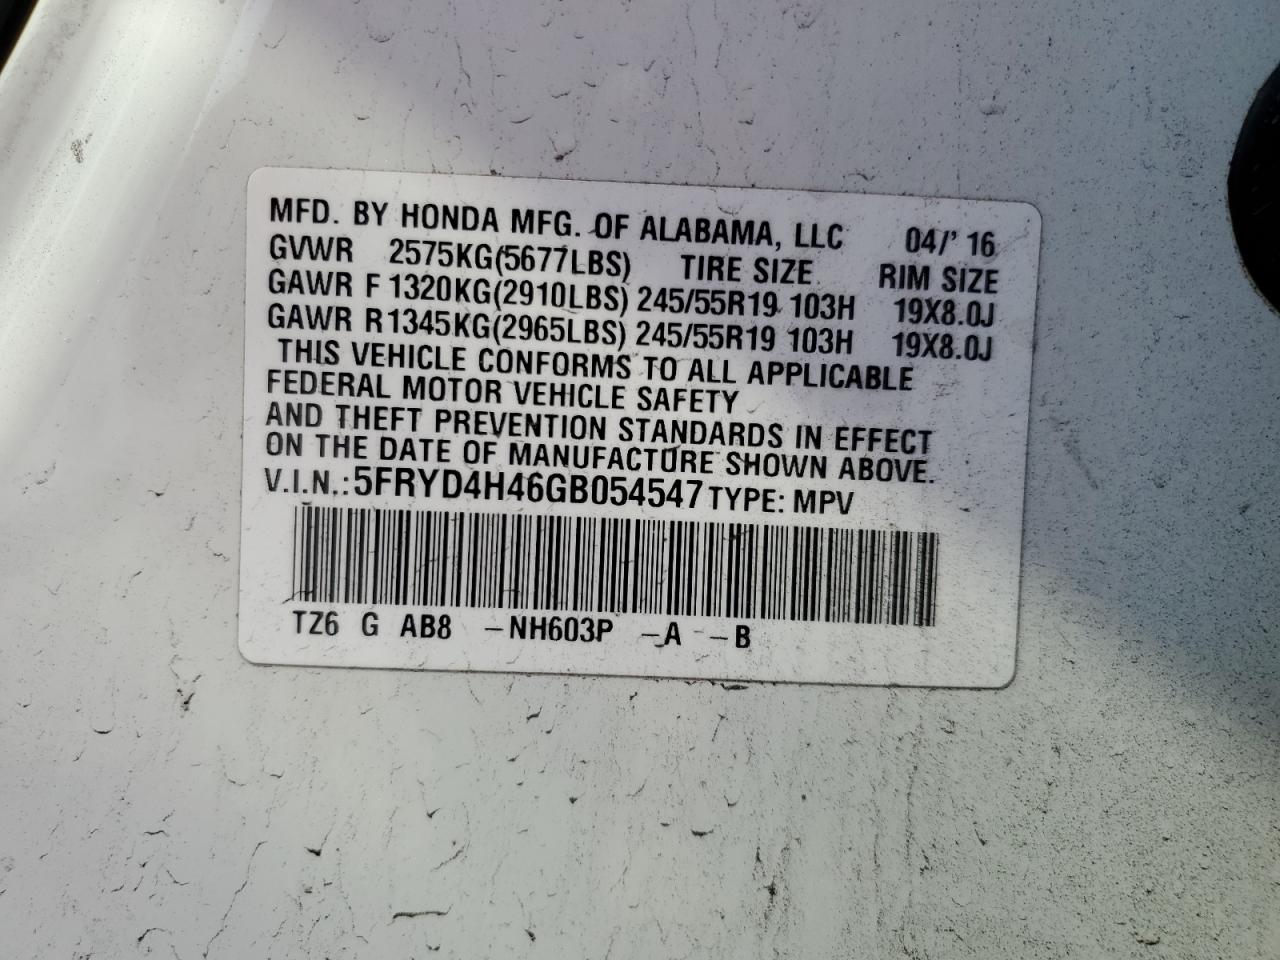 MFD. BY HONDA MFG. OF ALABAMA, LLC 04/' 16
GVWR 2575KG(5677LBS) TIRE SIZE RIM SIZE
GAWR F 1320KG(2910LBS) 245/55R19 103H 19X8.0J
GAWR R1345KG(2965LBS) 245/55R19 103H 19X8.0J
THIS VEHICLE CONFORMS TO ALL APPLICABLE
FEDERAL MOTOR VEHICLE SAFETY
AND THEFT PREVENTION STANDARDS IN EFFECT
ON THE DATE OF MANUFACTURE SHOWN ABOVE.
V.I.N.: 5FRYD4H46GB054547 TYPE: MPV
TZ6 G AB8 -NH603P -A -B